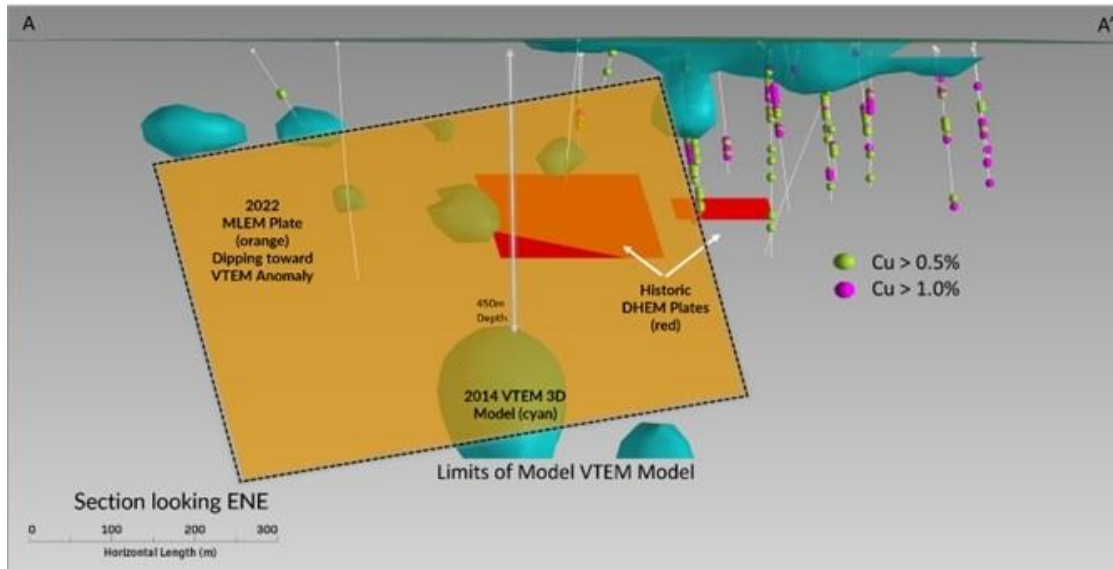 A
A'
2022
MLEM Plate
(orange)
Dipping toward
VTEM Anomaly
Cu > 0.5%
Cu > 1.0%
Historic
DHEM Plates
(red)
450m
Depth
2014 VTEM 3D
Model (cyan)
Limits of Model VTEM Model
Section looking ENE
0 100 200 300
Horizontal Length (m)